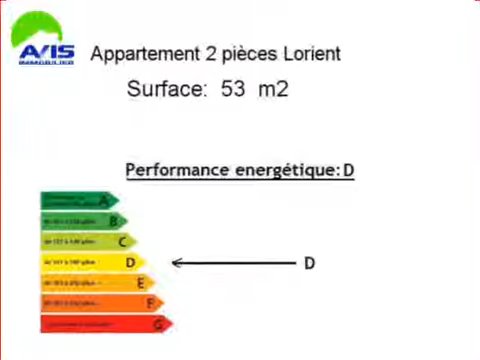 AVIS
IMMOBILIER
Appartement 2 pièces Lorient
Surface: 53 m2
Performance energétique: D
A
B
C
D
D
E
F
G